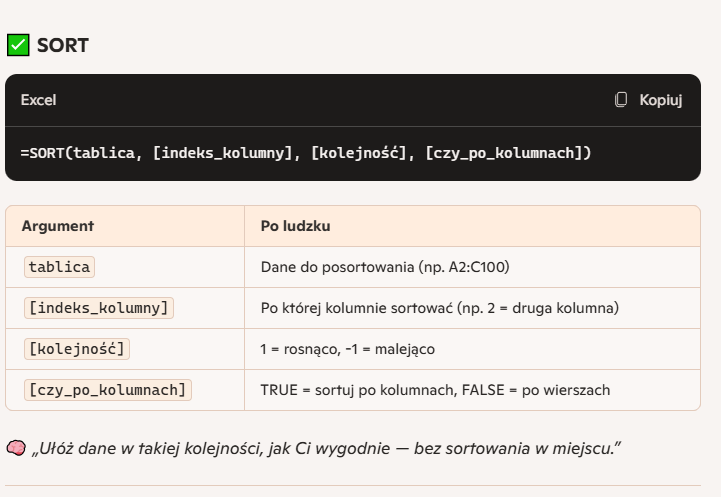 ✅ SORT
Excel
Kopiuj
=SORT(tablica, [indeks_kolumny], [kolejność], [czy_po_kolumnach])
Argument Po ludzku
tablica Dane do posortowania (np. A2:C100)
[indeks_kolumny] Po której kolumnie sortować (np. 2 = druga kolumna)
[kolejność] 1 = rosnąco, -1 = malejąco
[czy_po_kolumnach] TRUE = sortuj po kolumnach, FALSE = po wierszach
🧠 „Ułóż dane w takiej kolejności, jak Ci wygodnie — bez sortowania w miejscu.”